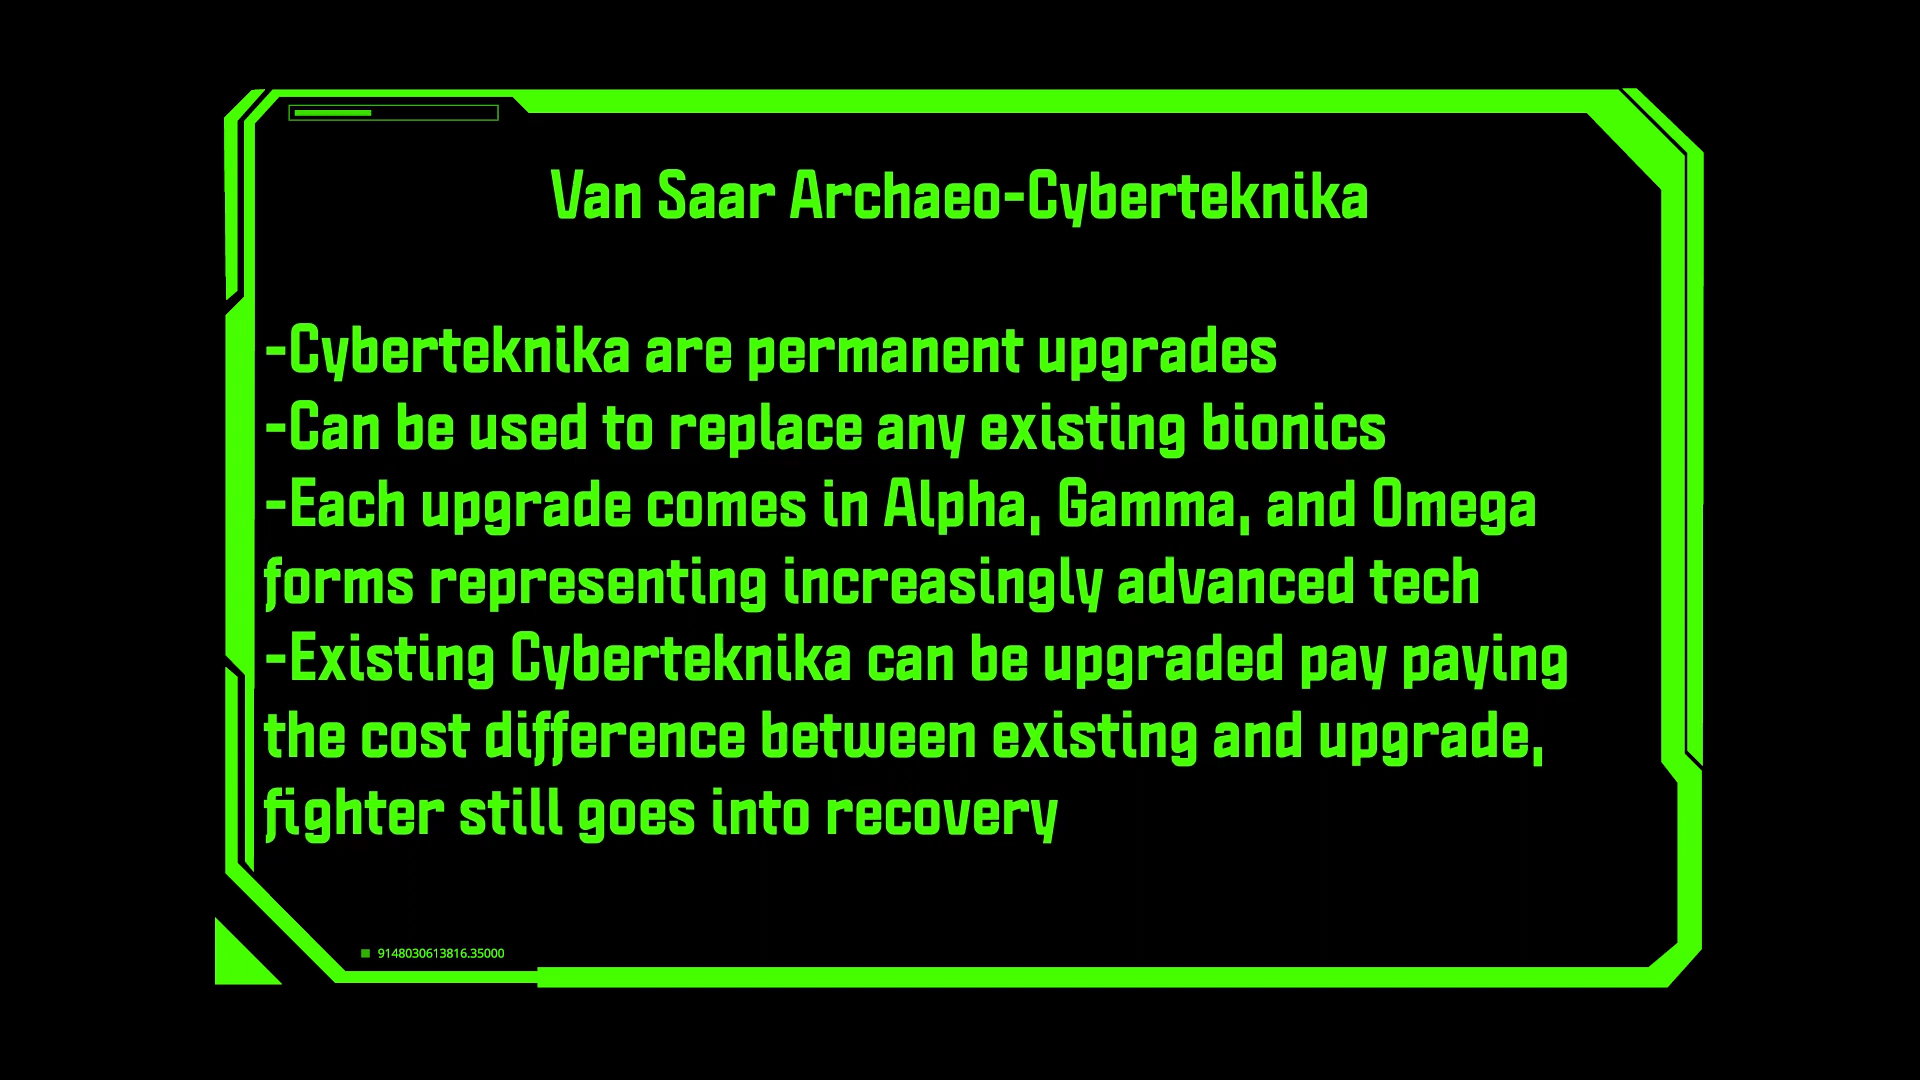 Van Saar Archaeo-Cyberteknika
-Cyberteknika are permanent upgrades
-Can be used to replace any existing bionics
-Each upgrade comes in Alpha, Gamma, and Omega
forms representing increasingly advanced tech
-Existing Cyberteknika can be upgraded pay paying
the cost difference between existing and upgrade,
fighter still goes into recovery
9148030613816.35000